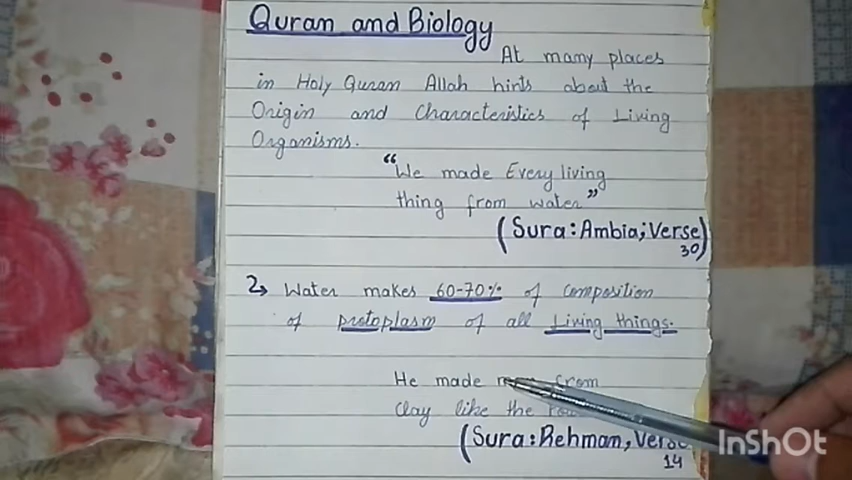 Quran and Biology
At many places
in Holy Quran Allah hints about the
Origin and Characteristics of Living
Organisms.
“We made Every living
thing from water”
(Sura: Ambia; Verse
30)
2→ Water makes 60-70% of composition
of protoplasm of all Living things.
He made from
Clay like the
(Sura: Rehman, Verse
14
InShOt